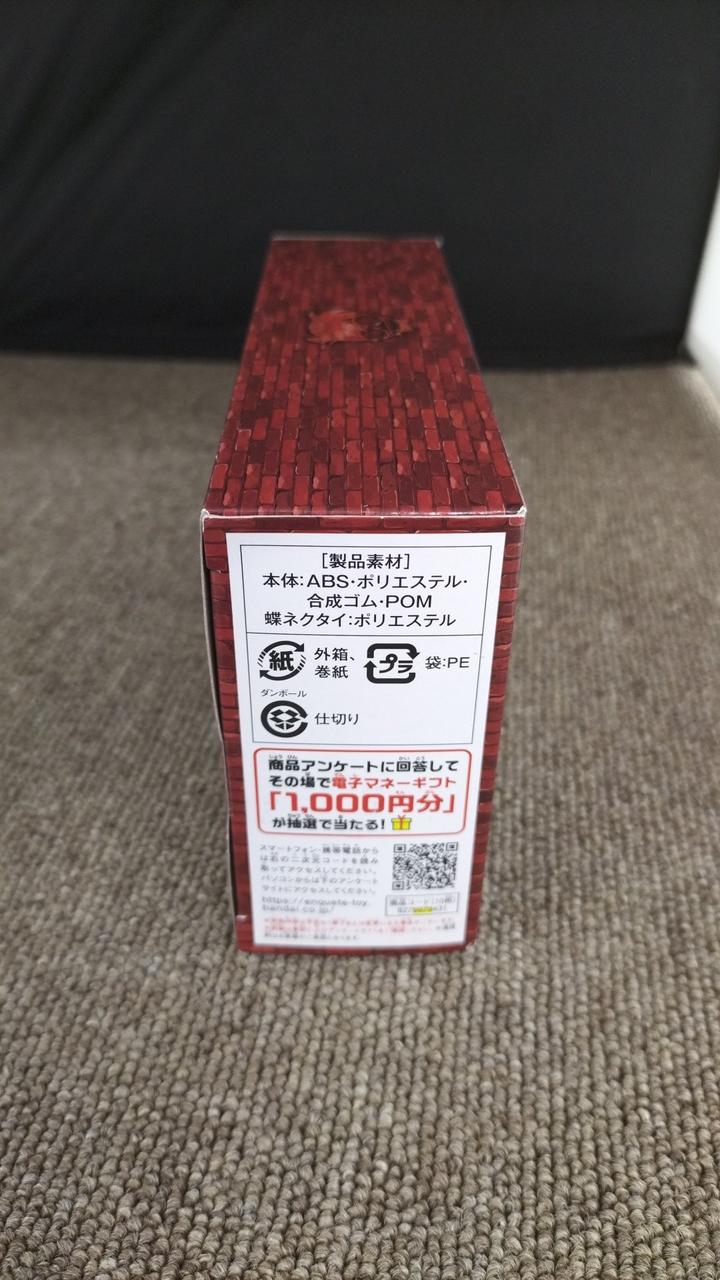 [製品素材]
本体:ABS・ポリエステル・
合成ゴム・POM
蝶ネクタイ:ポリエステル
紙
外箱、
巻紙
プラ
袋:PE
ダンボール
仕切り
商品アンケートに回答して
その場で電子マネーギフト
「1,000円分」
が抽選で当たる!
スマートフォン・携帯電話から
は右の二次元コードを読み
取ってアクセスしてください。
パソコンからは下のアンケート
サイトにアクセスしてください。
https://enquete-toy.
bandai.co.jp/